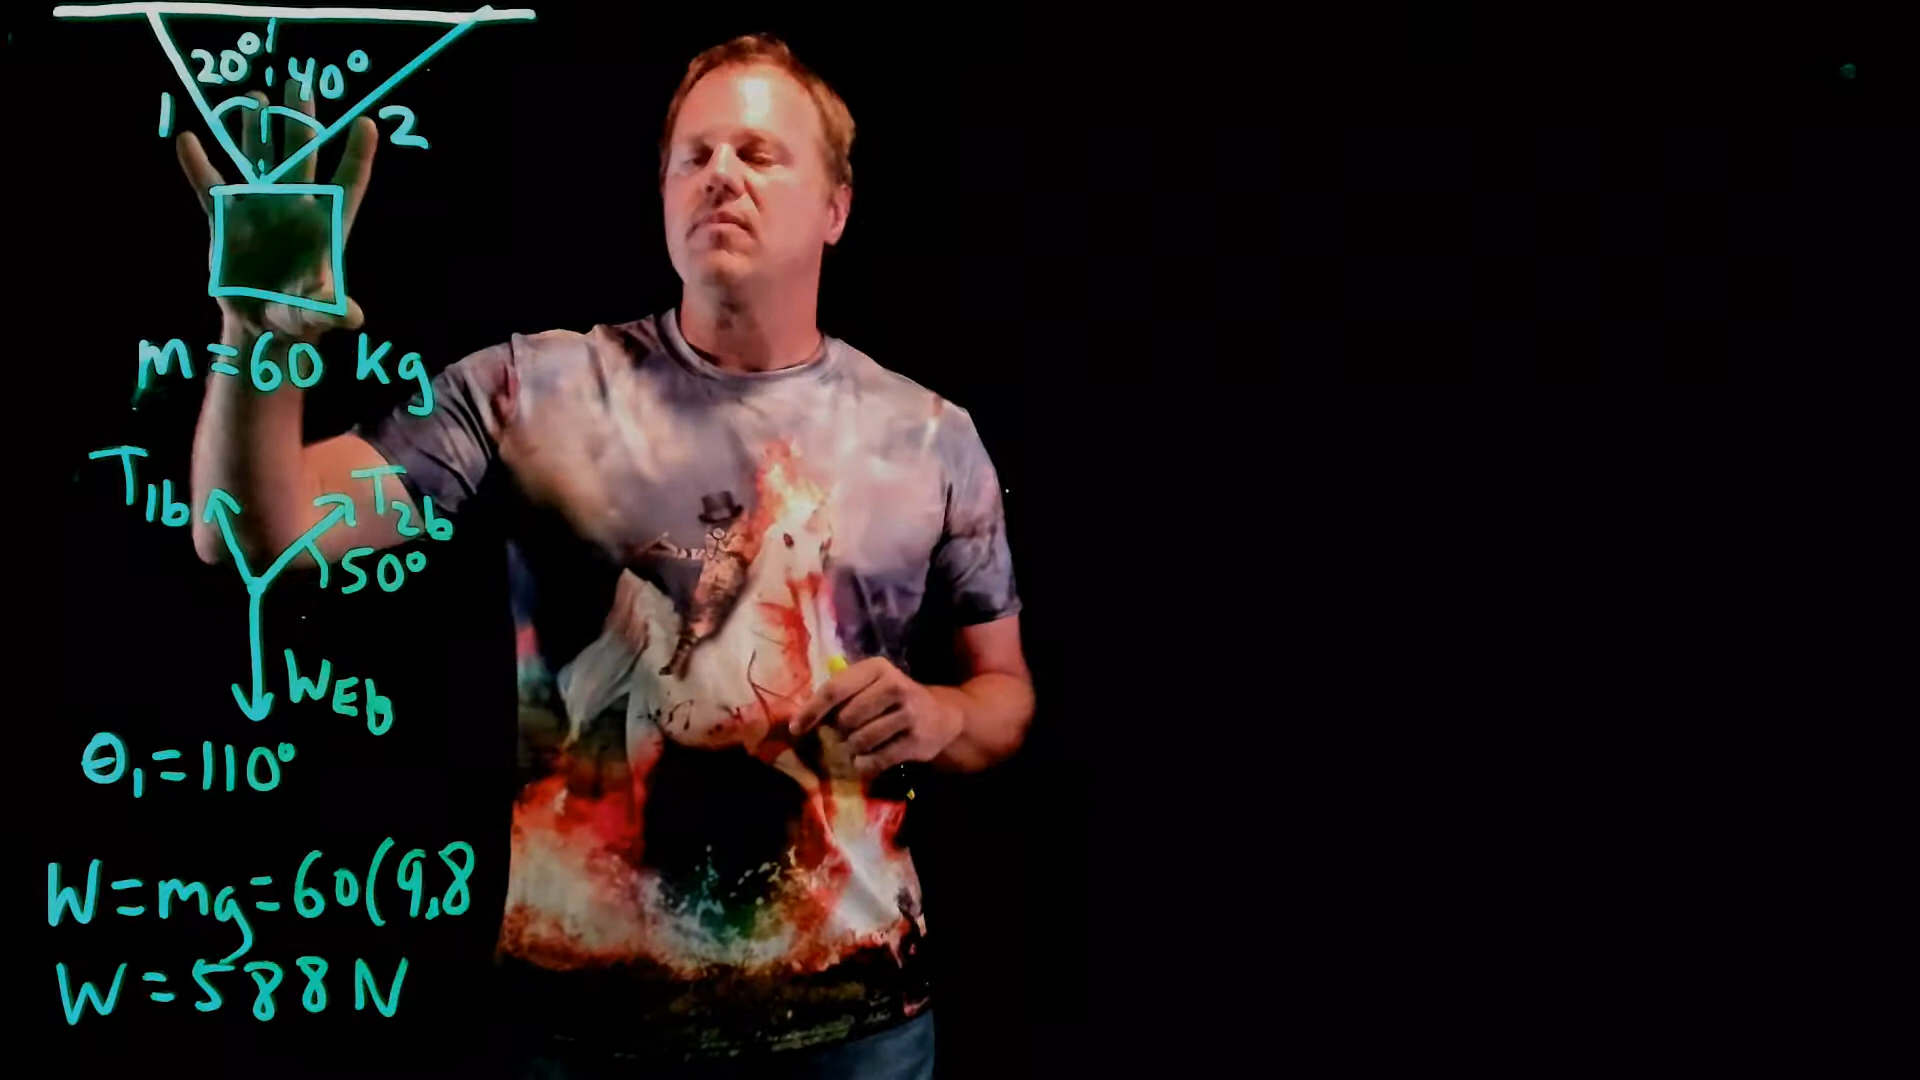 20° 40°
1 2
m = 60 kg
T1b T2b
50°
WEb
θ1 = 110°
W = mg = 60(9.8
W = 588 N